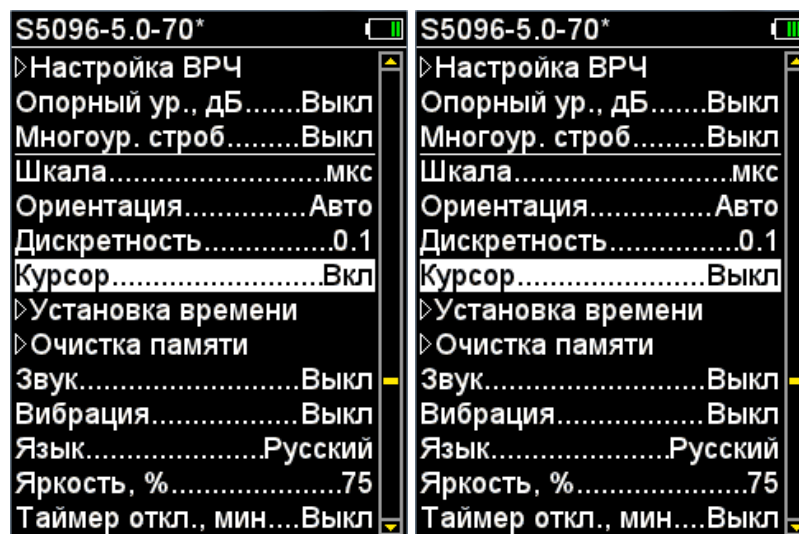 S5096-5.0-70*
▷Настройка ВРЧ
Опорный ур., дБ.......Выкл
Многоур. строб.........Выкл
Шкала..........................мкс
Ориентация...............Авто
Дискретность................0.1
Курсор..........................Вкл
▷Установка времени
▷Очистка памяти
Звук...........................Выкл
Вибрация..................Выкл
Язык.....................Русский
Яркость, %....................75
Таймер откл., мин....Выкл
S5096-5.0-70*
▷Настройка ВРЧ
Опорный ур., дБ.......Выкл
Многоур. строб.........Выкл
Шкала..........................мкс
Ориентация...............Авто
Дискретность................0.1
Курсор.......................Выкл
▷Установка времени
▷Очистка памяти
Звук...........................Выкл
Вибрация..................Выкл
Язык.....................Русский
Яркость, %....................75
Таймер откл., мин....Выкл